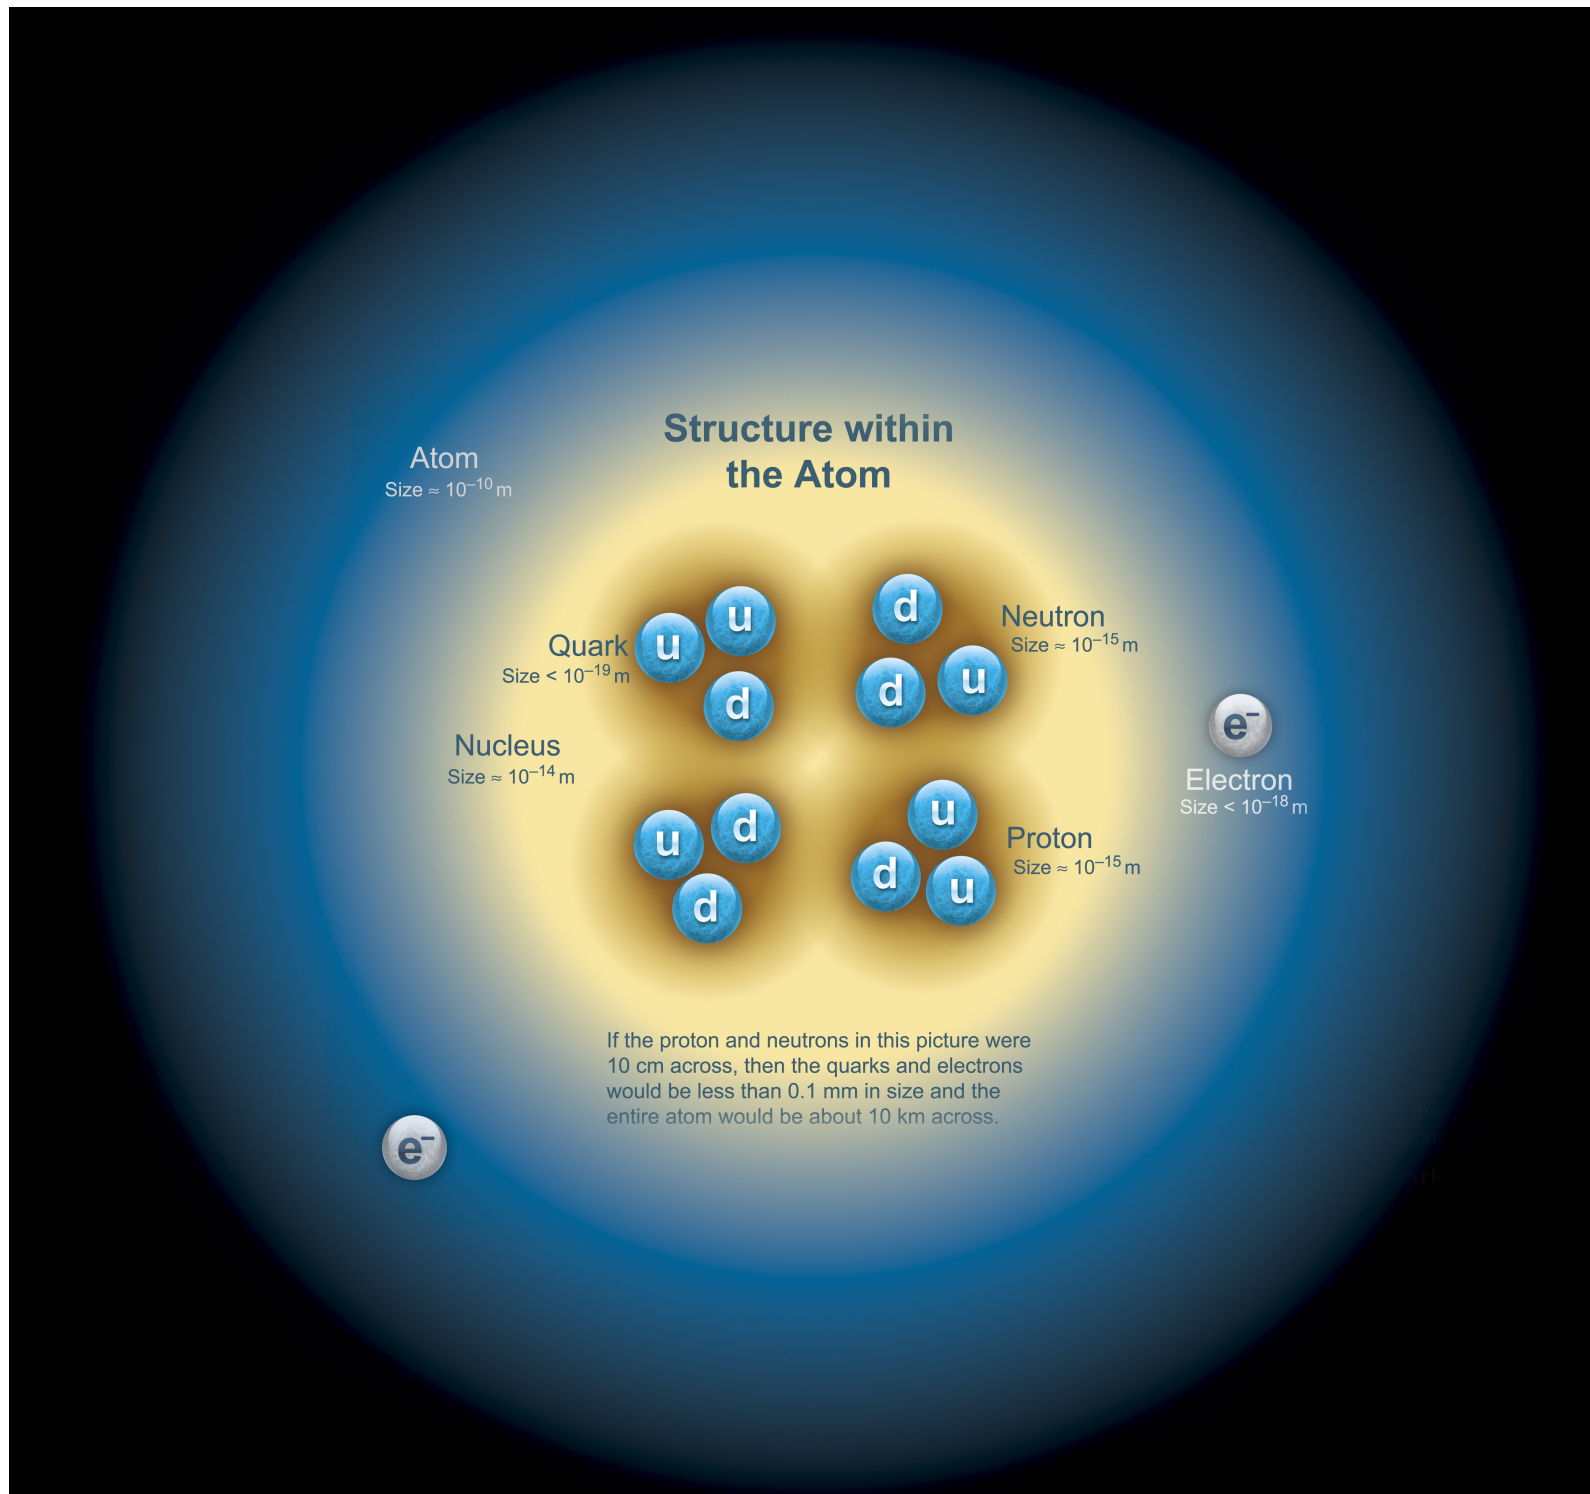 Structure within
the Atom
Atom
Size ≈ 10⁻¹⁰ m
u
u
d
Quark
Size < 10⁻¹⁹ m
d
d
u
Neutron
Size ≈ 10⁻¹⁵ m
Nucleus
Size ≈ 10⁻¹⁴ m
e⁻
Electron
Size < 10⁻¹⁸ m
u
d
d
u
d
u
Proton
Size ≈ 10⁻¹⁵ m
If the proton and neutrons in this picture were
10 cm across, then the quarks and electrons
would be less than 0.1 mm in size and the
entire atom would be about 10 km across.
e⁻